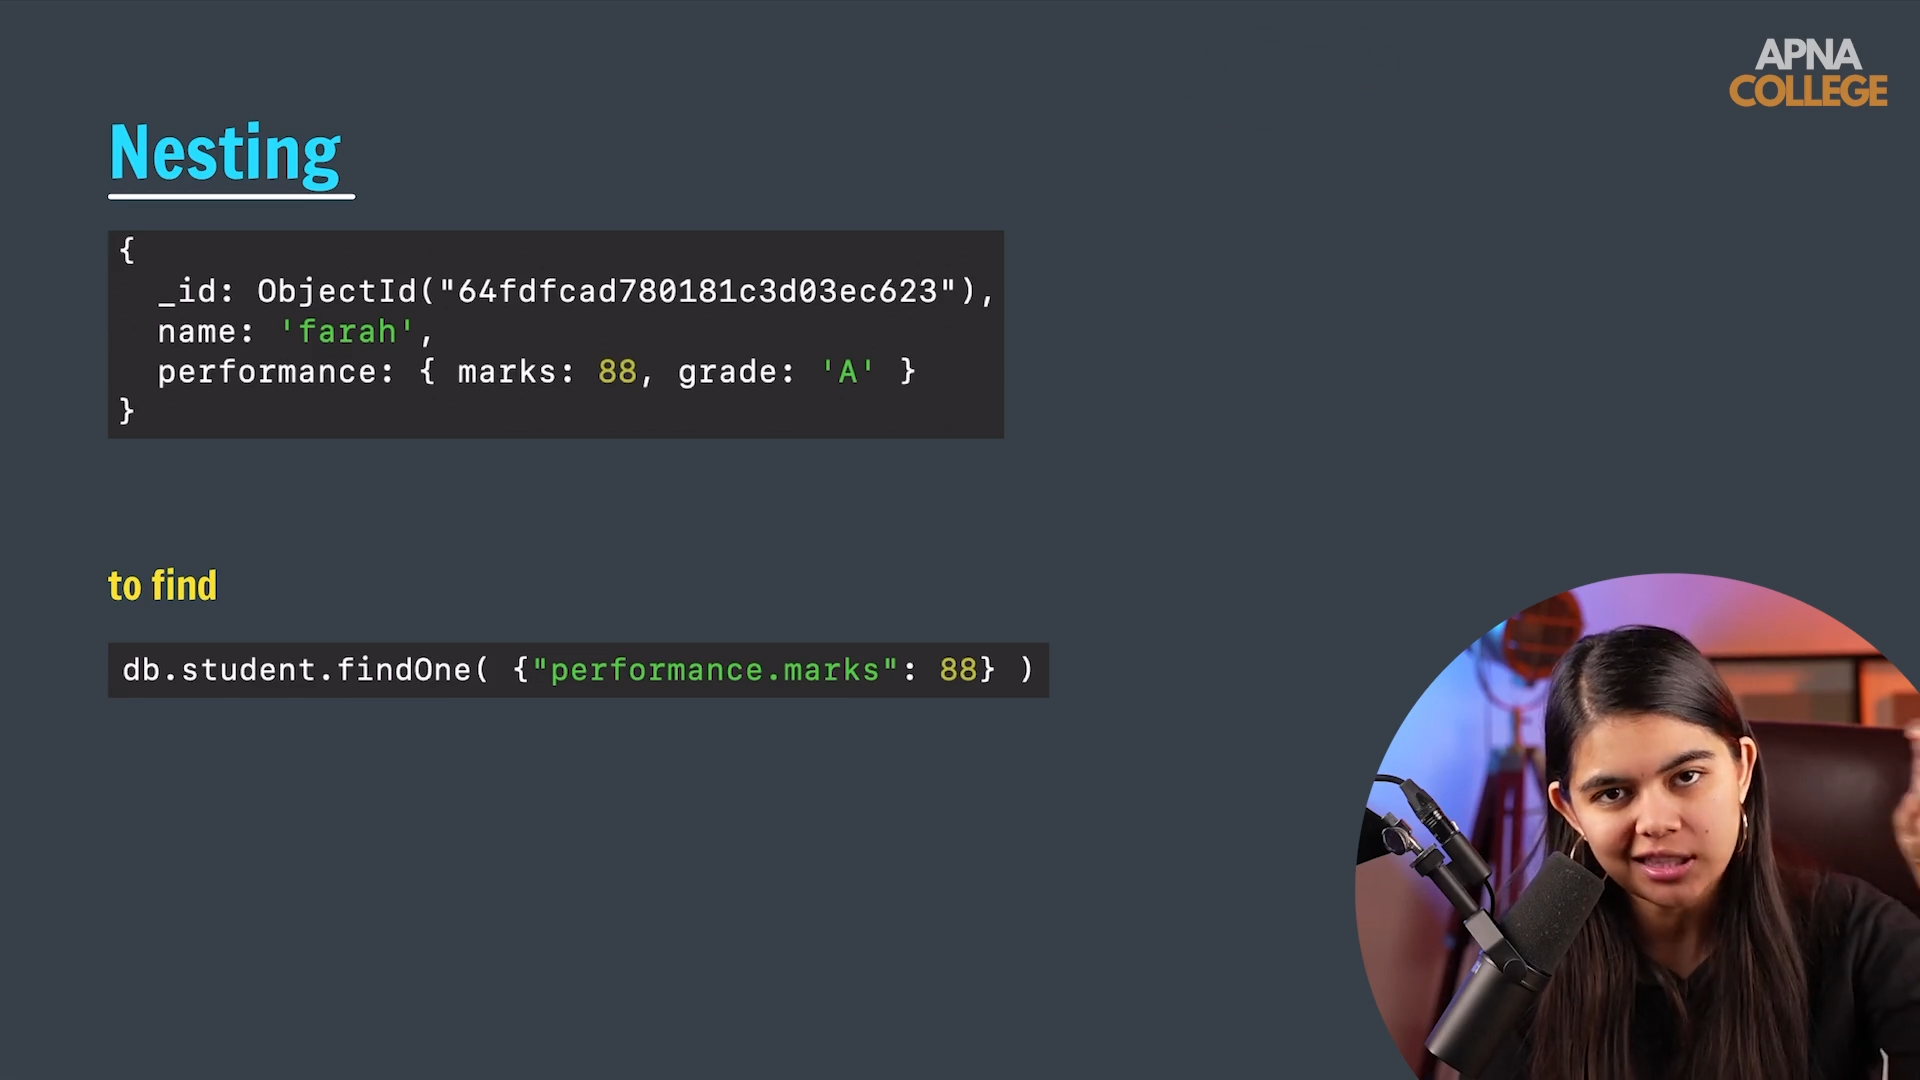 APNA
COLLEGE
Nesting
{
_id: ObjectId("64fdfcad780181c3d03ec623"),
name: 'farah',
performance: { marks: 88, grade: 'A' }
}
to find
db.student.findOne( {"performance.marks": 88} )